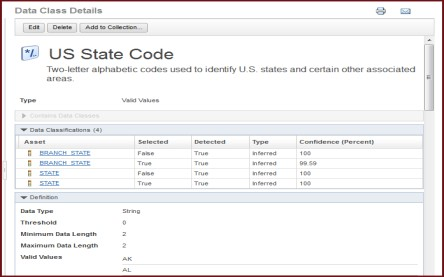 Data Class Details
Edit Delete Add to Collection...
US State Code
Two-letter alphabetic codes used to identify U.S. states and certain other associated
areas.
Type Valid Values
Contains Data Classes
Data Classifications (4)
Asset Selected Detected Type Confidence (Percent)
BRANCH_STATE False True Inferred 100
BRANCH_STATE True True Inferred 99.59
STATE False True Inferred 100
STATE True True Inferred 100
Definition
Data Type String
Threshold 0
Minimum Data Length 2
Maximum Data Length 2
Valid Values AK
AL